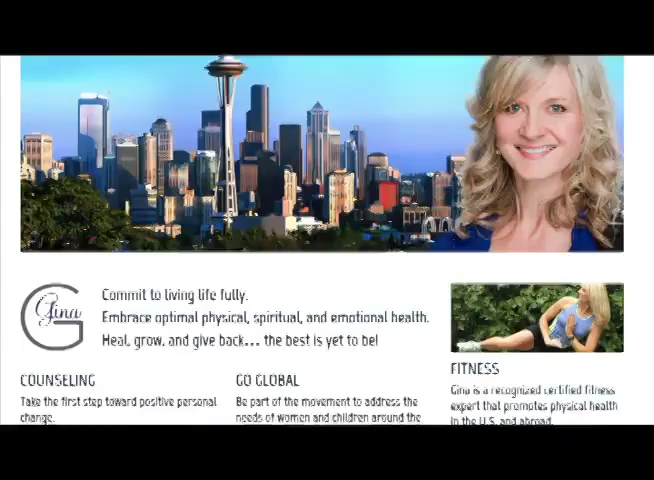 Gina
Commit to living life fully.
Embrace optimal physical, spiritual, and emotional health.
Heal, grow, and give back... the best is yet to be!
COUNSELING
Take the first step toward positive personal
change.
GO GLOBAL
Be part of the movement to address the
needs of women and children around the
FITNESS
Gina is a recognized certified fitness
expert that promotes physical health
in the U.S. and abroad.